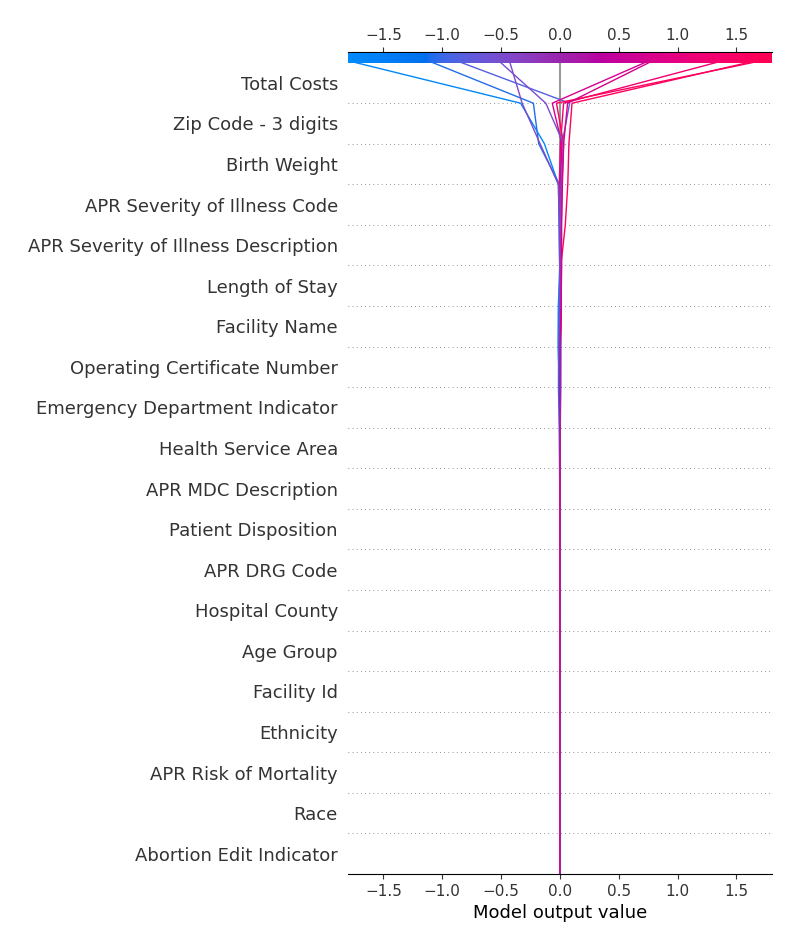 −1.5 −1.0 −0.5 0.0 0.5 1.0 1.5
Total Costs
Zip Code - 3 digits
Birth Weight
APR Severity of Illness Code
APR Severity of Illness Description
Length of Stay
Facility Name
Operating Certificate Number
Emergency Department Indicator
Health Service Area
APR MDC Description
Patient Disposition
APR DRG Code
Hospital County
Age Group
Facility Id
Ethnicity
APR Risk of Mortality
Race
Abortion Edit Indicator
−1.5 −1.0 −0.5 0.0 0.5 1.0 1.5
Model output value